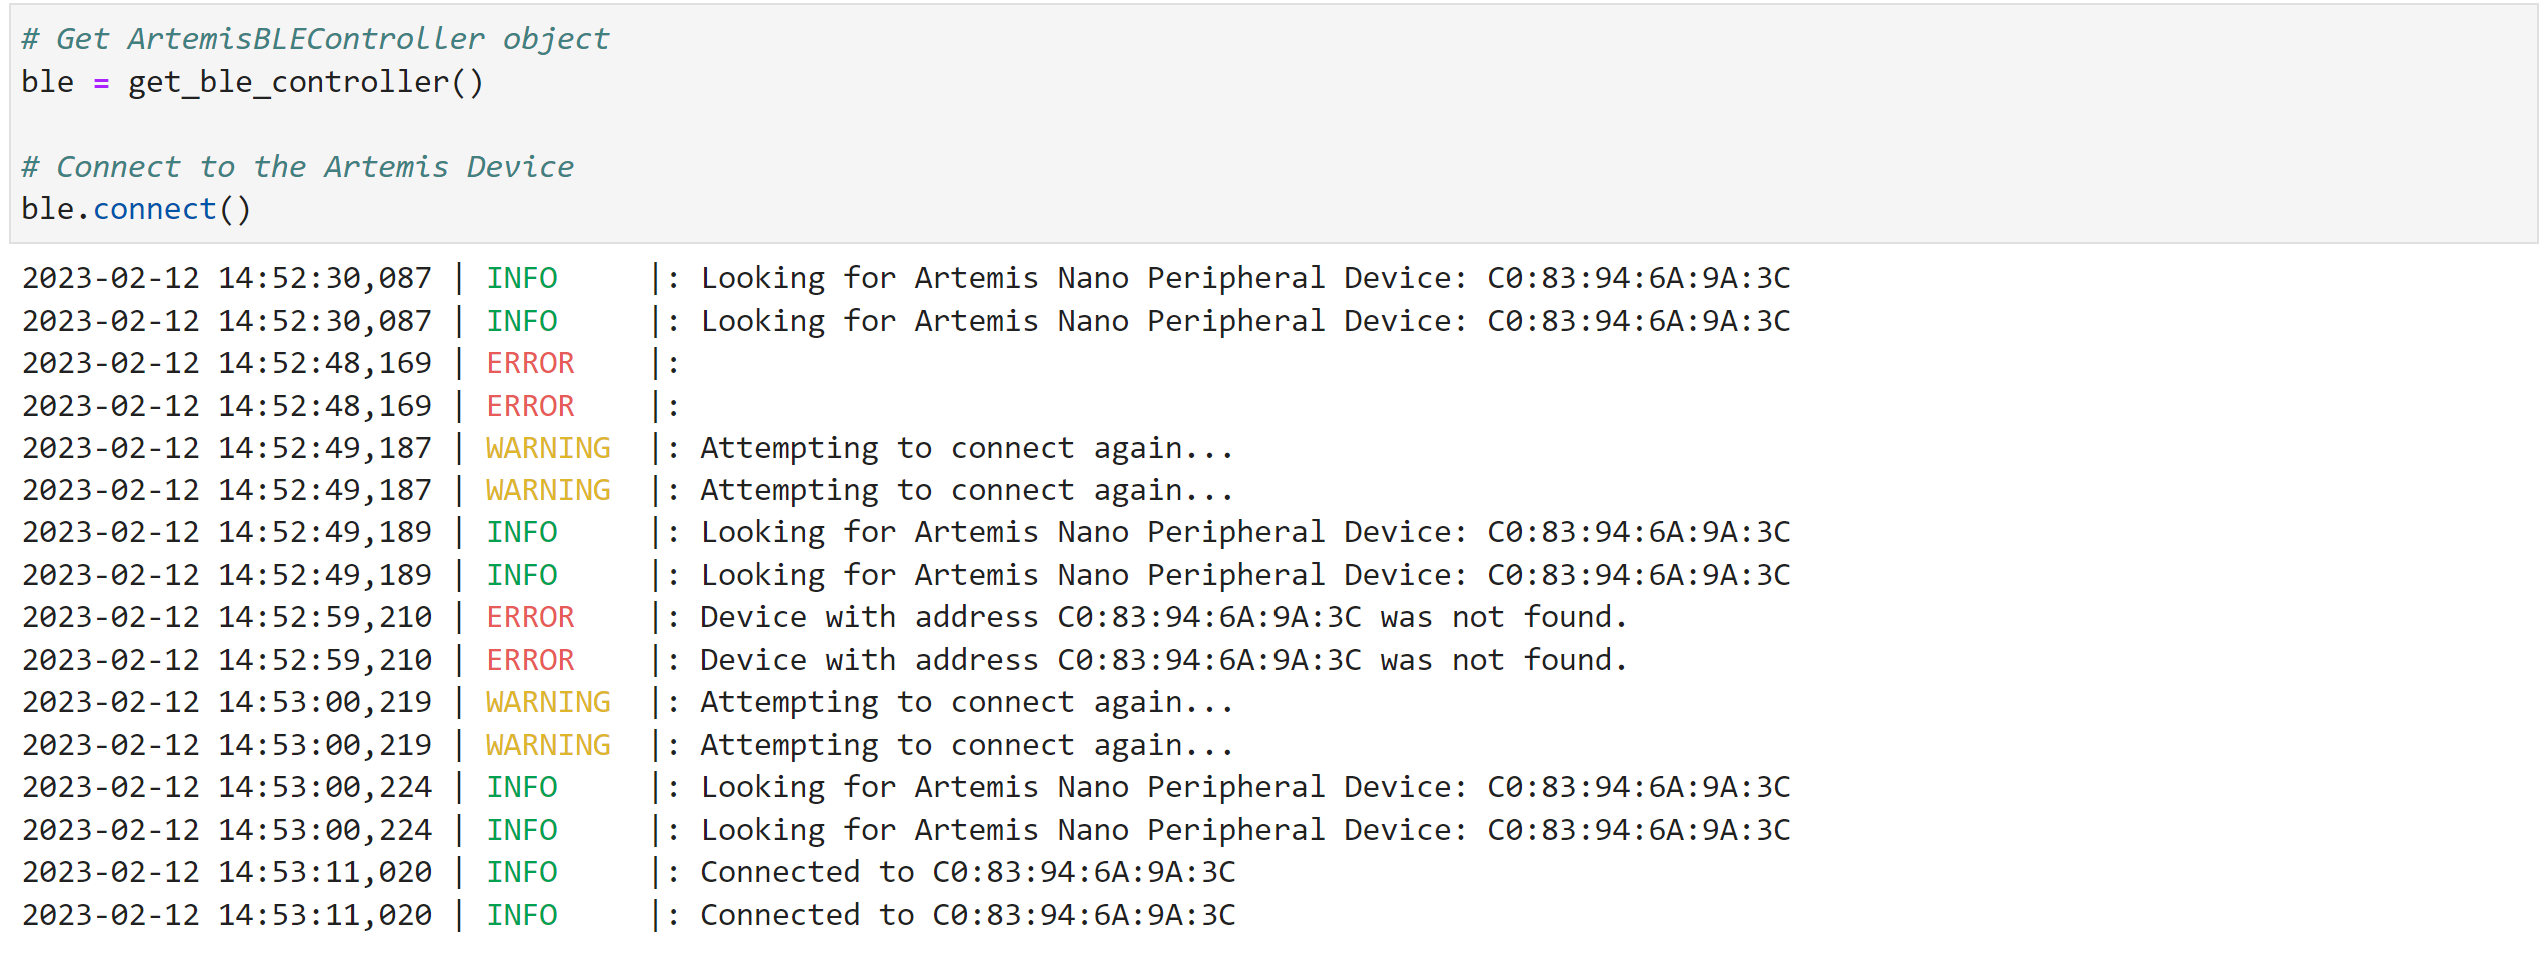 # Get ArtemisBLEController object
ble = get_ble_controller()
# Connect to the Artemis Device
ble.connect()
2023-02-12 14:52:30,087 | INFO     |: Looking for Artemis Nano Peripheral Device: C0:83:94:6A:9A:3C
2023-02-12 14:52:30,087 | INFO     |: Looking for Artemis Nano Peripheral Device: C0:83:94:6A:9A:3C
2023-02-12 14:52:48,169 | ERROR    |:
2023-02-12 14:52:48,169 | ERROR    |:
2023-02-12 14:52:49,187 | WARNING  |: Attempting to connect again...
2023-02-12 14:52:49,187 | WARNING  |: Attempting to connect again...
2023-02-12 14:52:49,189 | INFO     |: Looking for Artemis Nano Peripheral Device: C0:83:94:6A:9A:3C
2023-02-12 14:52:49,189 | INFO     |: Looking for Artemis Nano Peripheral Device: C0:83:94:6A:9A:3C
2023-02-12 14:52:59,210 | ERROR    |: Device with address C0:83:94:6A:9A:3C was not found.
2023-02-12 14:52:59,210 | ERROR    |: Device with address C0:83:94:6A:9A:3C was not found.
2023-02-12 14:53:00,219 | WARNING  |: Attempting to connect again...
2023-02-12 14:53:00,219 | WARNING  |: Attempting to connect again...
2023-02-12 14:53:00,224 | INFO     |: Looking for Artemis Nano Peripheral Device: C0:83:94:6A:9A:3C
2023-02-12 14:53:00,224 | INFO     |: Looking for Artemis Nano Peripheral Device: C0:83:94:6A:9A:3C
2023-02-12 14:53:11,020 | INFO     |: Connected to C0:83:94:6A:9A:3C
2023-02-12 14:53:11,020 | INFO     |: Connected to C0:83:94:6A:9A:3C